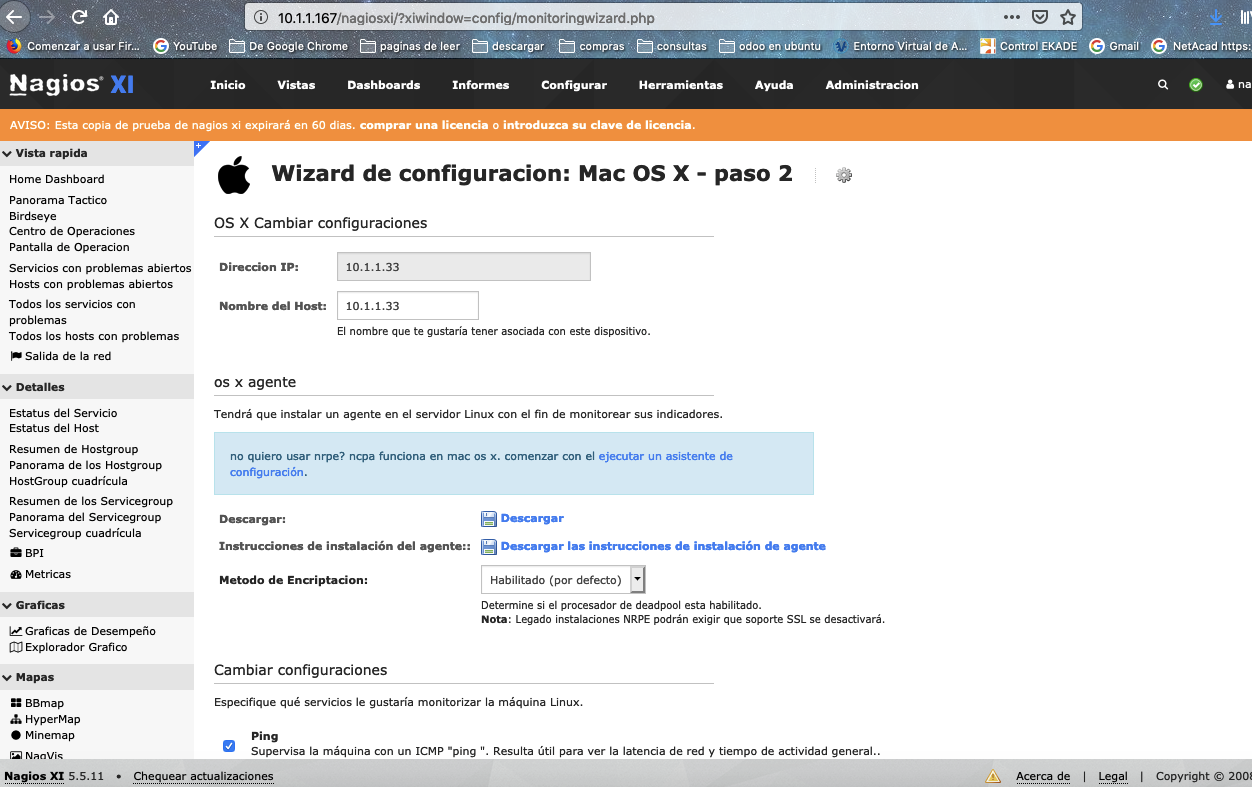 10.1.1.167/nagiosxi/?xiwindow=config/monitoringwizard.php
Comenzar a usar Fir... YouTube De Google Chrome paginas de leer descargar compras consultas odoo en ubuntu Entorno Virtual de A... Control EKADE Gmail NetAcad https:
Nagios® XI Inicio Vistas Dashboards Informes Configurar Herramientas Ayuda Administracion na
AVISO: Esta copia de prueba de nagios xi expirará en 60 dias. comprar una licencia o introduzca su clave de licencia.
Vista rapida
Home Dashboard
Panorama Tactico
Birdseye
Centro de Operaciones
Pantalla de Operacion
Servicios con problemas abiertos
Hosts con problemas abiertos
Todos los servicios con
problemas
Todos los hosts con problemas
Salida de la red
Detalles
Estatus del Servicio
Estatus del Host
Resumen de Hostgroup
Panorama de los Hostgroup
HostGroup cuadrícula
Resumen de los Servicegroup
Panorama del Servicegroup
Servicegroup cuadrícula
BPI
Metricas
Graficas
Graficas de Desempeño
Explorador Grafico
Mapas
BBmap
HyperMap
Minemap
NagVis
Wizard de configuracion: Mac OS X - paso 2
OS X Cambiar configuraciones
Direccion IP: 10.1.1.33
Nombre del Host: 10.1.1.33
El nombre que te gustaría tener asociada con este dispositivo.
os x agente
Tendrá que instalar un agente en el servidor Linux con el fin de monitorear sus indicadores.
no quiero usar nrpe? ncpa funciona en mac os x. comenzar con el ejecutar un asistente de
configuración.
Descargar: Descargar
Instrucciones de instalación del agente:: Descargar las instrucciones de instalación de agente
Metodo de Encriptacion: Habilitado (por defecto)
Determine si el procesador de deadpool esta habilitado.
Nota: Legado instalaciones NRPE podrán exigir que soporte SSL se desactivará.
Cambiar configuraciones
Especifique qué servicios le gustaría monitorizar la máquina Linux.
Ping
Supervisa la máquina con un ICMP "ping ". Resulta útil para ver la latencia de red y tiempo de actividad general..
Nagios XI 5.5.11 • Chequear actualizaciones Acerca de | Legal | Copyright © 2008